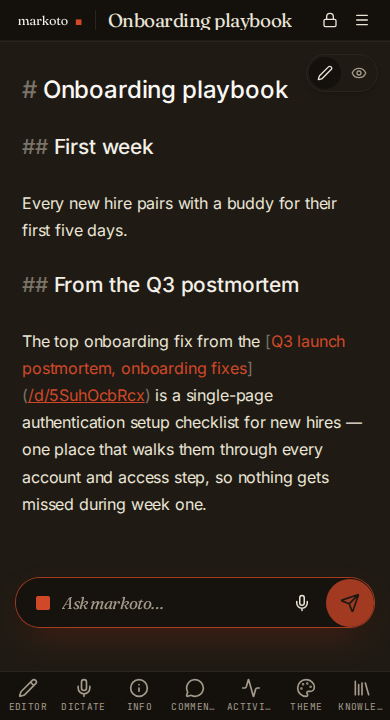 markoto
Onboarding playbook
# Onboarding playbook
## First week
Every new hire pairs with a buddy for their
first five days.
## From the Q3 postmortem
The top onboarding fix from the [Q3 launch
postmortem, onboarding fixes]
(/d/5SuhOcbRcx) is a single-page
authentication setup checklist for new hires —
one place that walks them through every
account and access step, so nothing gets
missed during week one.
Ask markoto...
EDITOR DICTATE INFO COMMEN… ACTIVI… THEME KNOWLE…